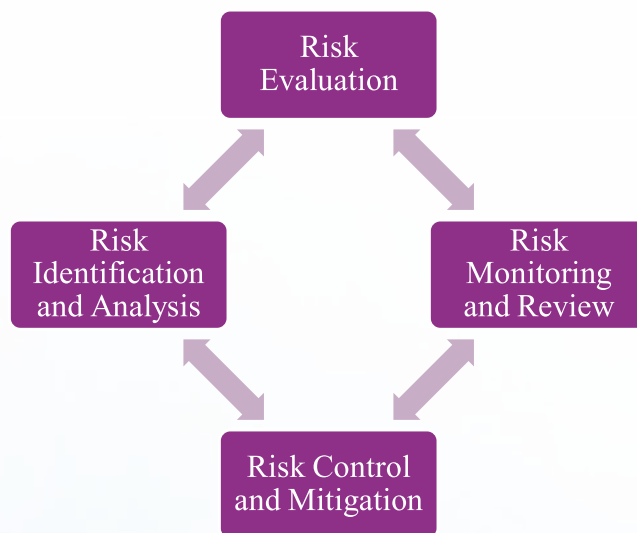 Risk
Evaluation
Risk
Identification
and Analysis
Risk
Monitoring
and Review
Risk Control
and Mitigation